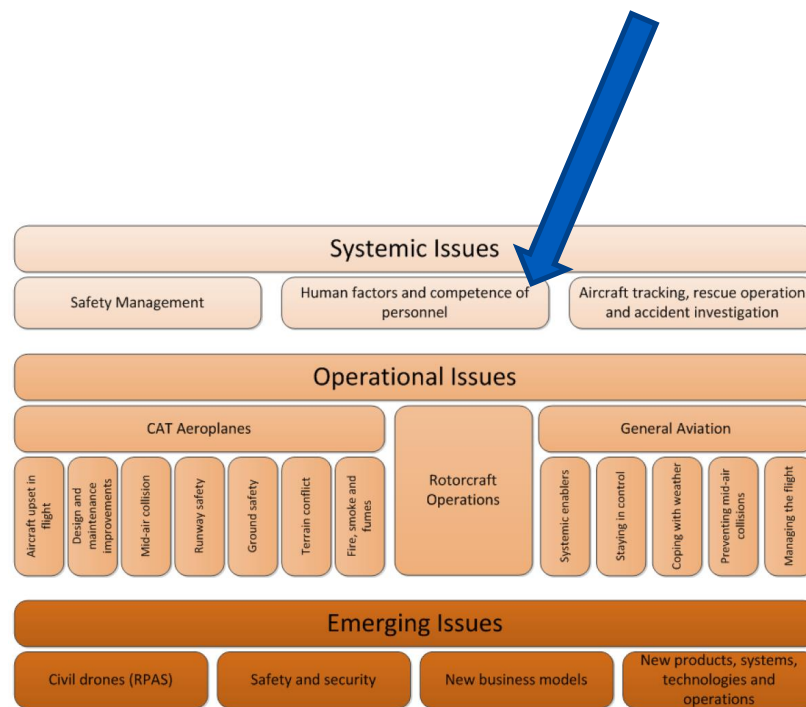 Systemic Issues
Safety Management
Human factors and competence of
personnel
Aircraft tracking, rescue operation
and accident investigation
Operational Issues
CAT Aeroplanes
Rotorcraft
Operations
General Aviation
Aircraft upset in
flight
Design and
maintenance
improvements
Mid-air collision
Runway safety
Ground safety
Terrain conflict
Fire, smoke and
fumes
Systemic enablers
Staying in control
Coping with weather
Preventing mid-air
collisions
Managing the flight
Emerging Issues
Civil drones (RPAS)
Safety and security
New business models
New products, systems,
technologies and
operations